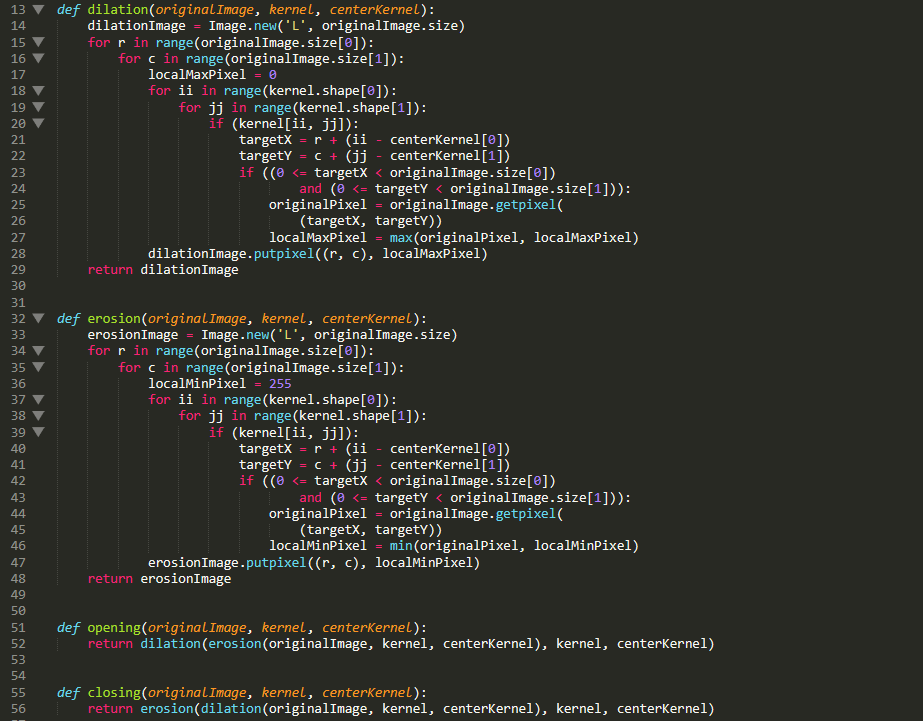 13 ▼ def dilation(originalImage, kernel, centerKernel):
14     dilationImage = Image.new('L', originalImage.size)
15 ▼     for r in range(originalImage.size[0]):
16 ▼         for c in range(originalImage.size[1]):
17             localMaxPixel = 0
18 ▼             for ii in range(kernel.shape[0]):
19 ▼                 for jj in range(kernel.shape[1]):
20 ▼                     if (kernel[ii, jj]):
21                         targetX = r + (ii - centerKernel[0])
22                         targetY = c + (jj - centerKernel[1])
23                         if ((0 <= targetX < originalImage.size[0])
24                                 and (0 <= targetY < originalImage.size[1])):
25                             originalPixel = originalImage.getpixel(
26                                 (targetX, targetY))
27                             localMaxPixel = max(originalPixel, localMaxPixel)
28             dilationImage.putpixel((r, c), localMaxPixel)
29     return dilationImage
30
31
32 ▼ def erosion(originalImage, kernel, centerKernel):
33     erosionImage = Image.new('L', originalImage.size)
34 ▼     for r in range(originalImage.size[0]):
35 ▼         for c in range(originalImage.size[1]):
36             localMinPixel = 255
37 ▼             for ii in range(kernel.shape[0]):
38 ▼                 for jj in range(kernel.shape[1]):
39 ▼                     if (kernel[ii, jj]):
40                         targetX = r + (ii - centerKernel[0])
41                         targetY = c + (jj - centerKernel[1])
42                         if ((0 <= targetX < originalImage.size[0])
43                                 and (0 <= targetY < originalImage.size[1])):
44                             originalPixel = originalImage.getpixel(
45                                 (targetX, targetY))
46                             localMinPixel = min(originalPixel, localMinPixel)
47             erosionImage.putpixel((r, c), localMinPixel)
48     return erosionImage
49
50
51 def opening(originalImage, kernel, centerKernel):
52     return dilation(erosion(originalImage, kernel, centerKernel), kernel, centerKernel)
53
54
55 def closing(originalImage, kernel, centerKernel):
56     return erosion(dilation(originalImage, kernel, centerKernel), kernel, centerKernel)